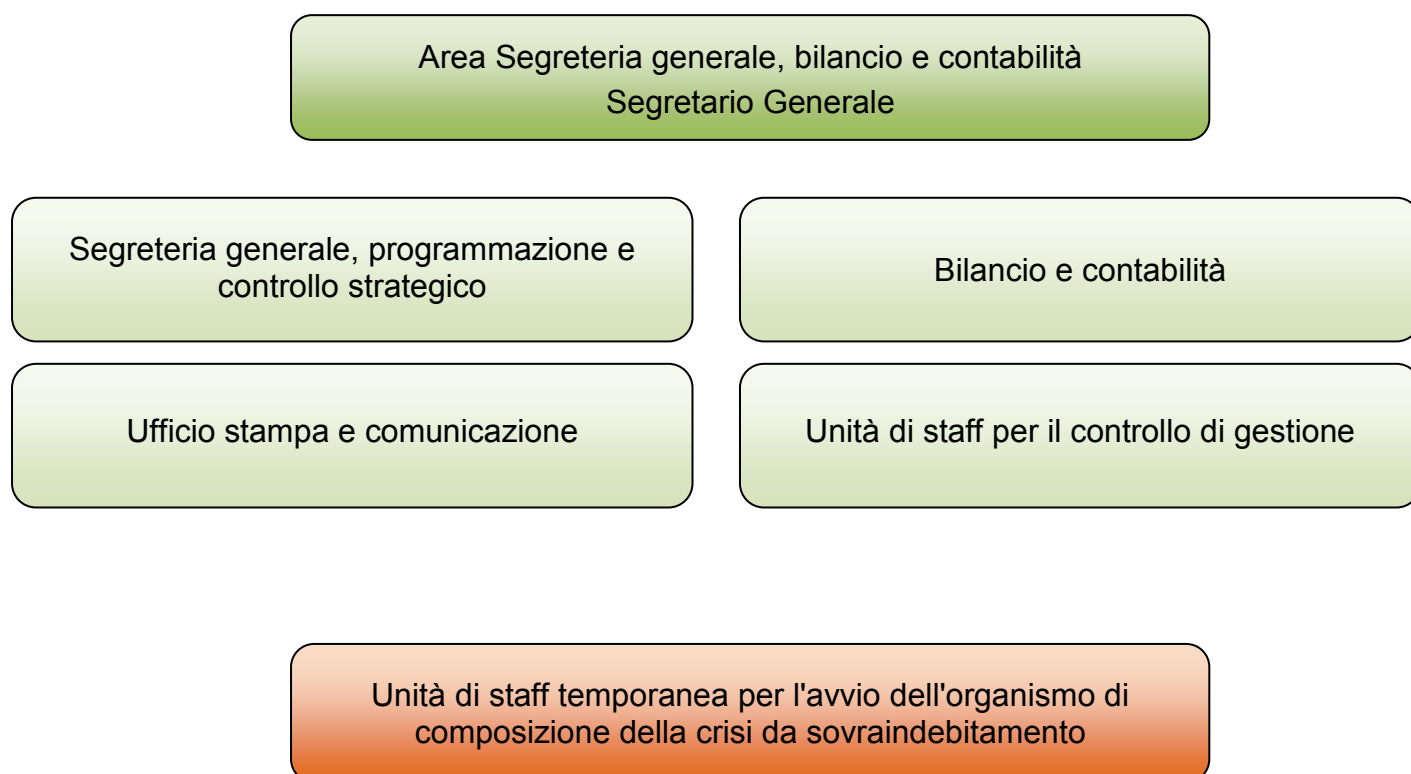 Area Segreteria generale, bilancio e contabilità
Segretario Generale
Segreteria generale, programmazione e
controllo strategico
Bilancio e contabilità
Ufficio stampa e comunicazione
Unità di staff per il controllo di gestione
Unità di staff temporanea per l'avvio dell'organismo di
composizione della crisi da sovraindebitamento